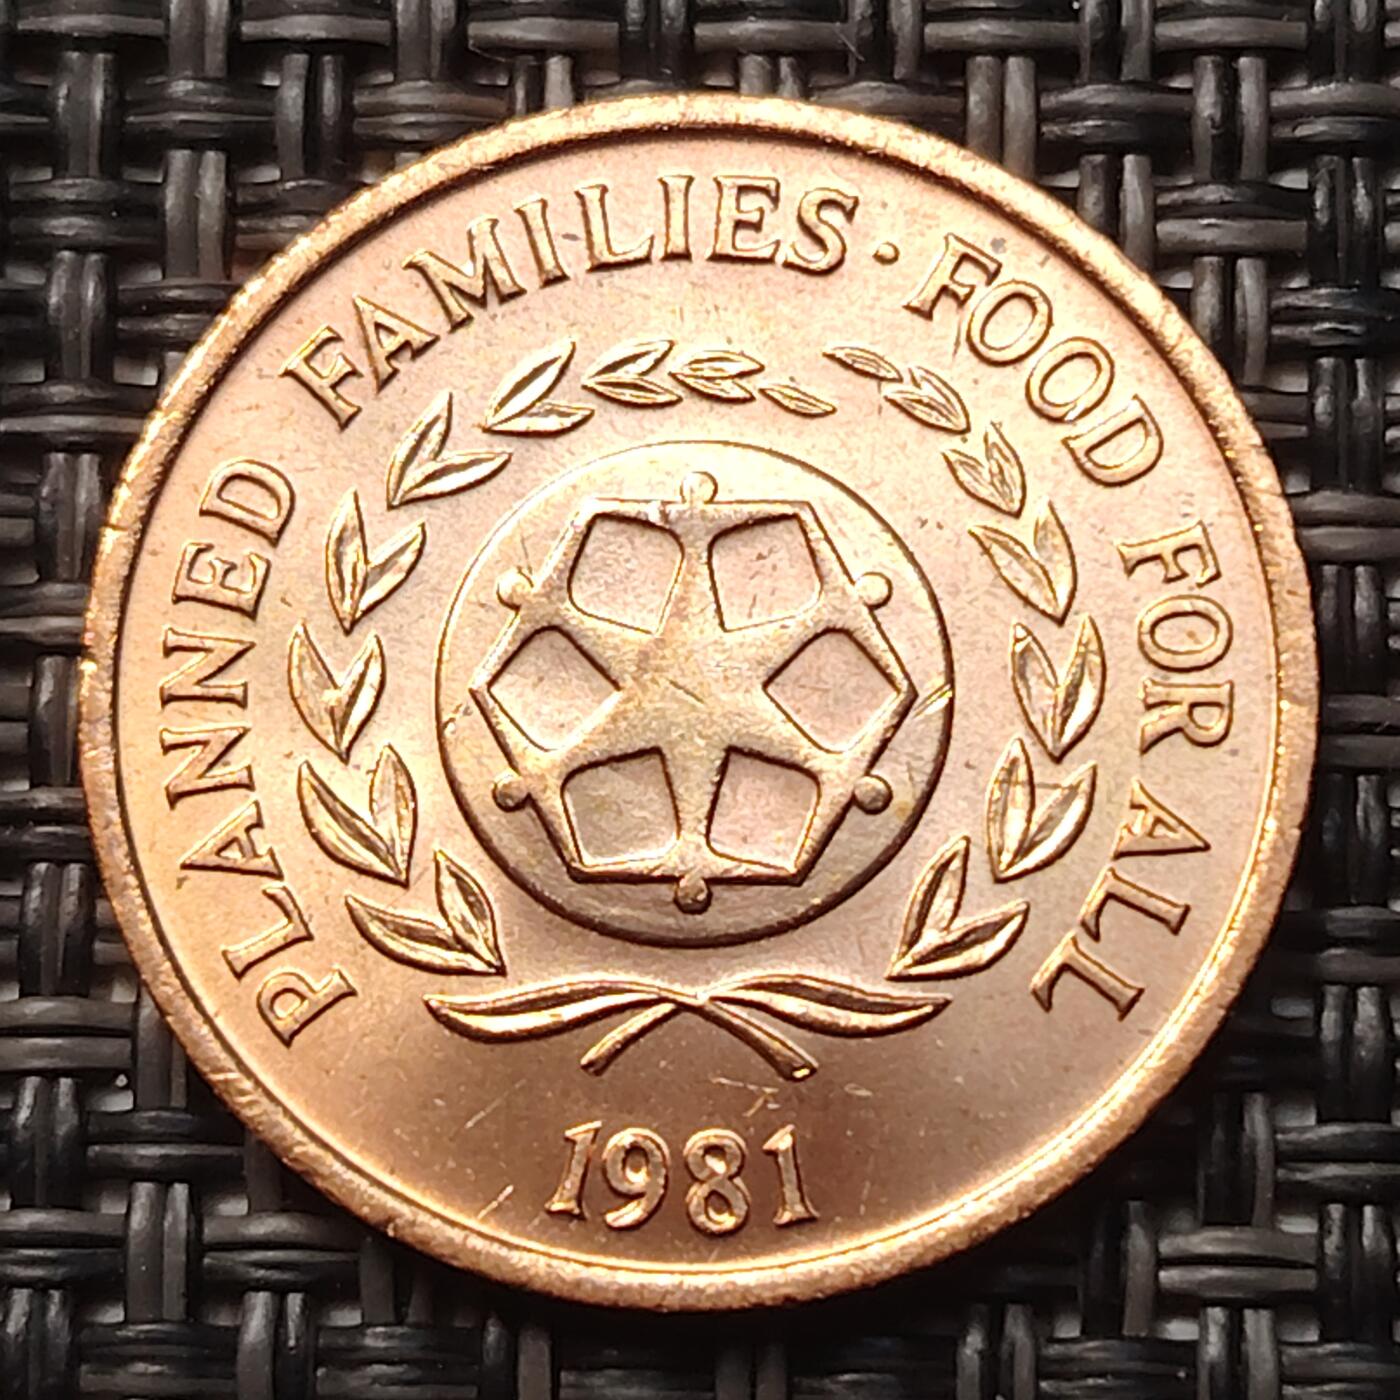 PLANNED FAMILIES · FOOD FOR ALL
1981